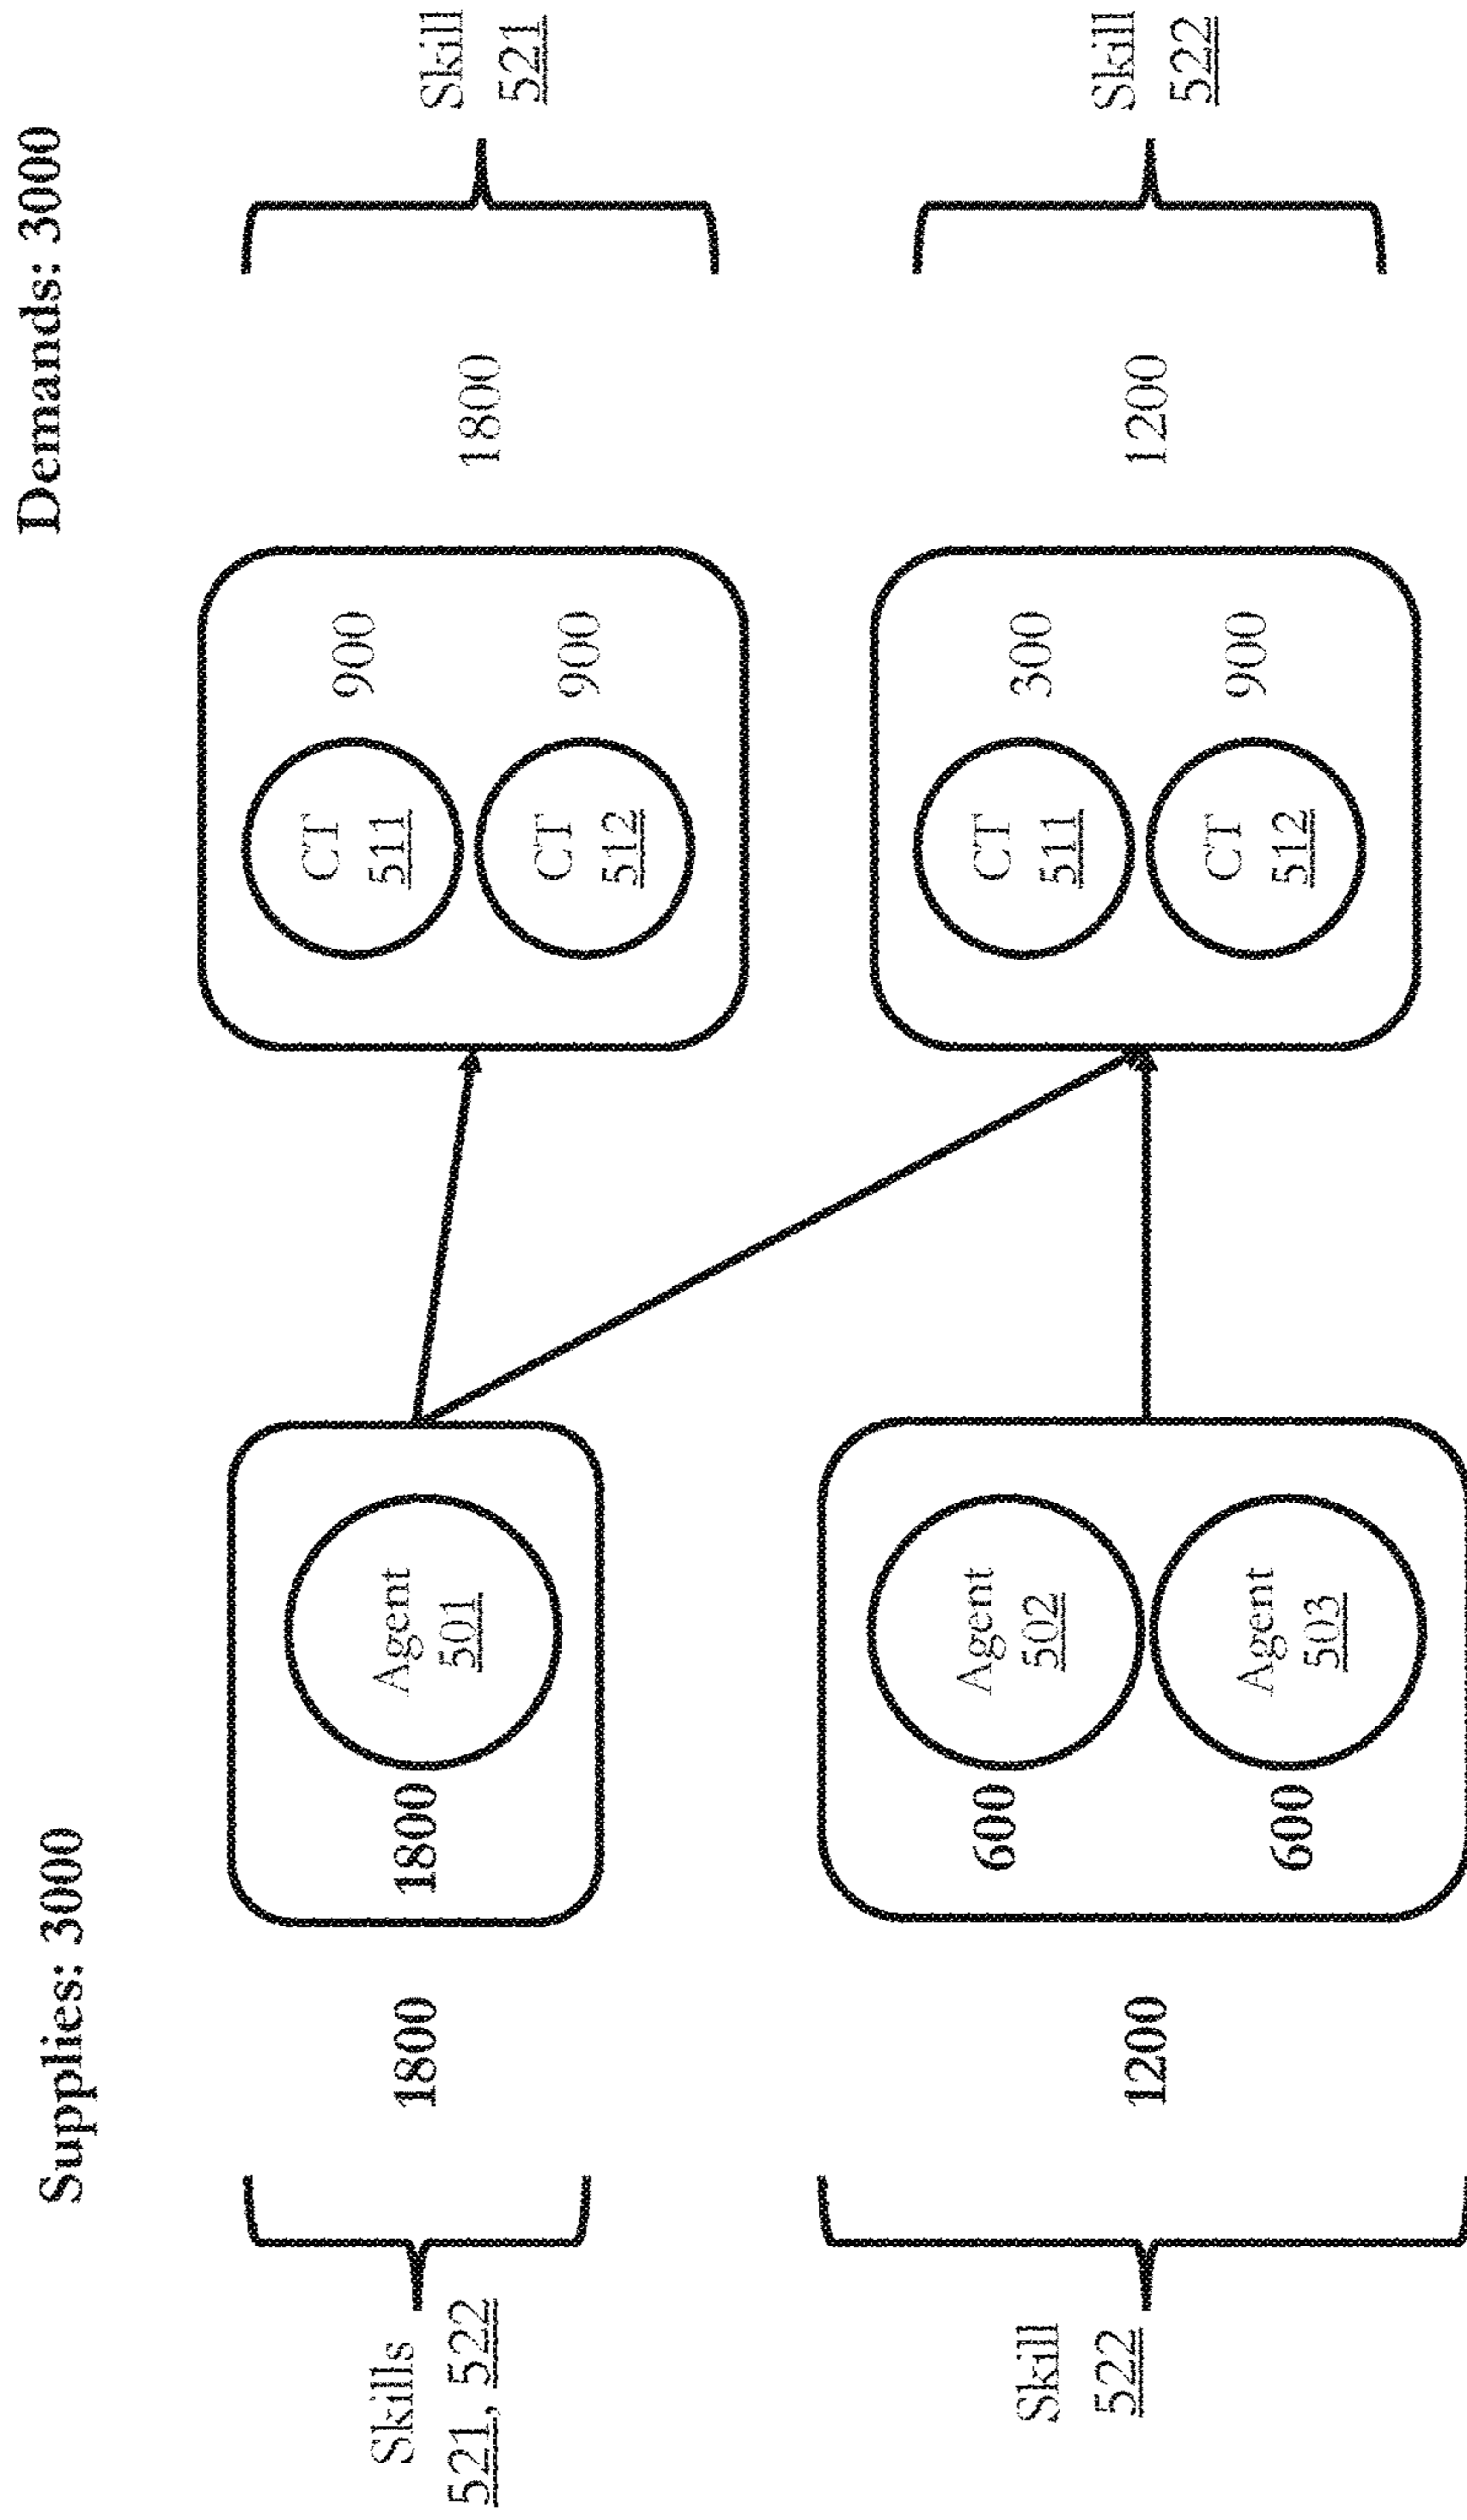 Supplies: 3000
Demands: 3000
Skills
521, 522
1800
1800
Agent
501
CT
511
900
CT
512
900
1800
Skill
521
Skill
522
1200
600
Agent
502
600
Agent
503
CT
511
300
CT
512
900
1200
Skill
522